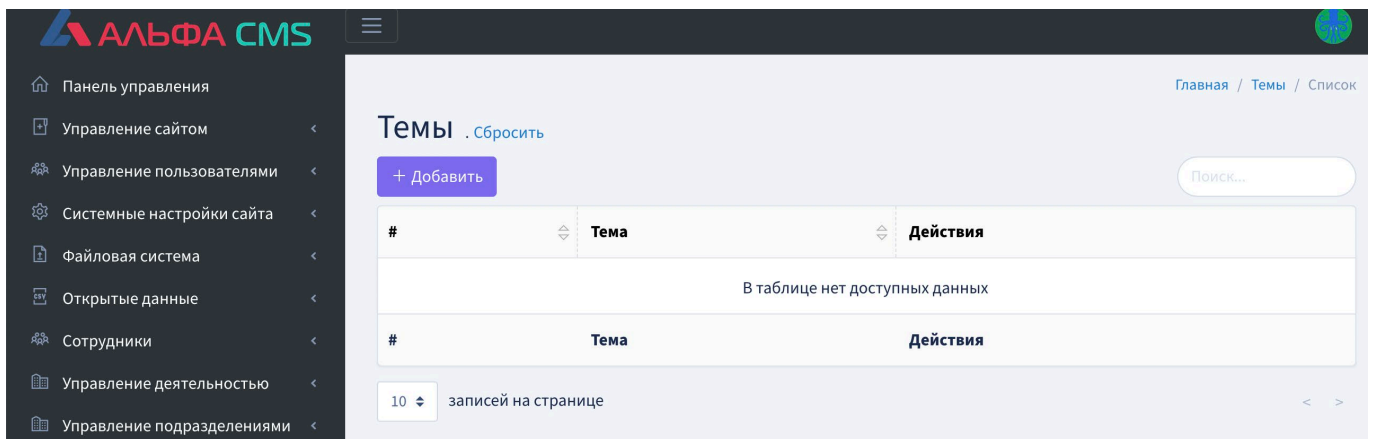 АЛЬФА CMS
Панель управления
Управление сайтом
Управление пользователями
Системные настройки сайта
Файловая система
CSV
Открытые данные
Сотрудники
Управление деятельностью
Управление подразделениями
Главная / Темы / Список
Темы . Сбросить
+ Добавить
Поиск...
# Тема Действия
В таблице нет доступных данных
# Тема Действия
10 записей на странице
< >